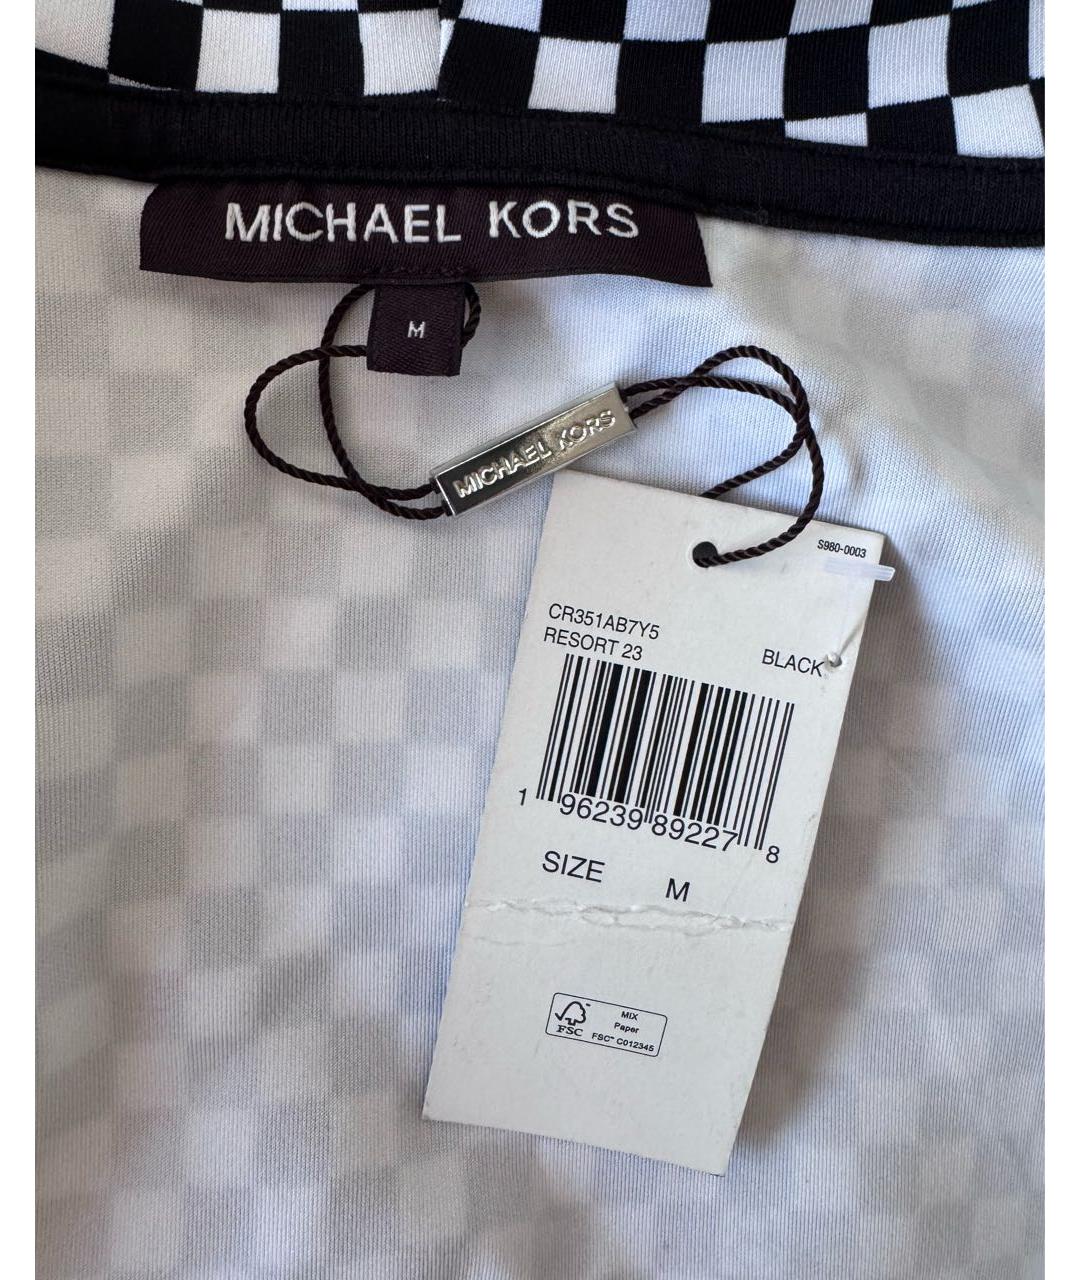 MICHAEL KORS
M
MICHAEL KORS
S980-0003
CR351AB7Y5
RESORT 23
BLACK
1 96239 89227 8
SIZE M
MIX
Paper
FSC™ C012345
FSC